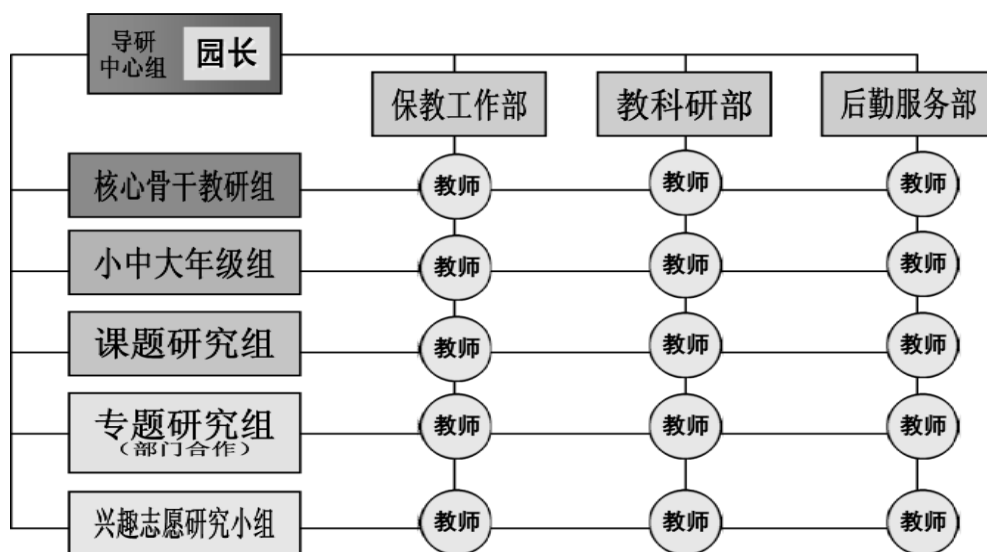 导研
中心组
园长
保教工作部
教科研部
后勤服务部
核心骨干教研组
教师
教师
教师
小中大年级组
教师
教师
教师
课题研究组
教师
教师
教师
专题研究组
（部门合作）
教师
教师
教师
兴趣志愿研究小组
教师
教师
教师